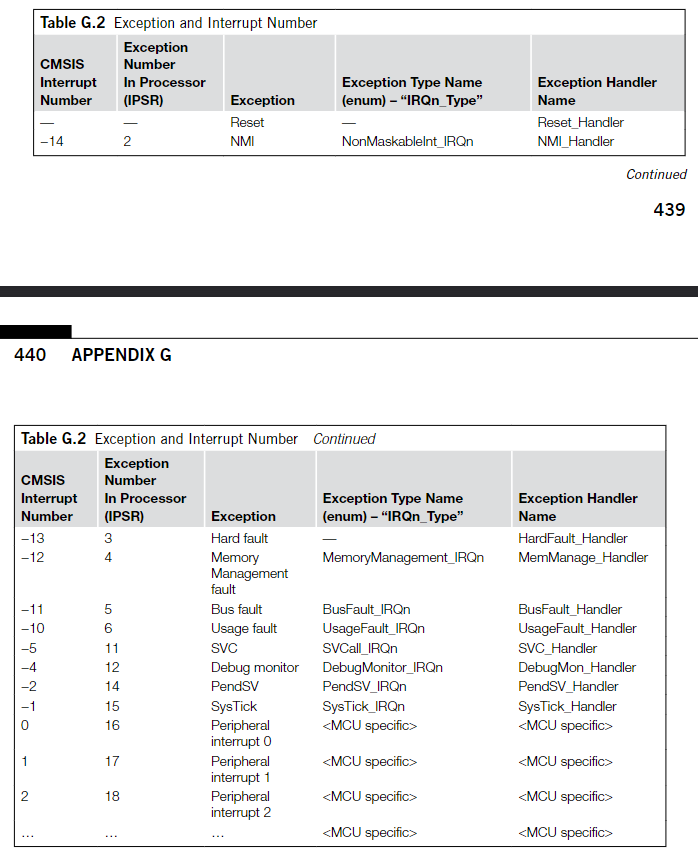 Table G.2 Exception and Interrupt Number
CMSIS Interrupt Number | Exception Number In Processor (IPSR) | Exception | Exception Type Name (enum) – “IRQn_Type” | Exception Handler Name
— | — | Reset | — | Reset_Handler
–14 | 2 | NMI | NonMaskableInt_IRQn | NMI_Handler
Continued
439
440 APPENDIX G
Table G.2 Exception and Interrupt Number Continued
CMSIS Interrupt Number | Exception Number In Processor (IPSR) | Exception | Exception Type Name (enum) – “IRQn_Type” | Exception Handler Name
–13 | 3 | Hard fault | — | HardFault_Handler
–12 | 4 | Memory Management fault | MemoryManagement_IRQn | MemManage_Handler
–11 | 5 | Bus fault | BusFault_IRQn | BusFault_Handler
–10 | 6 | Usage fault | UsageFault_IRQn | UsageFault_Handler
–5 | 11 | SVC | SVCall_IRQn | SVC_Handler
–4 | 12 | Debug monitor | DebugMonitor_IRQn | DebugMon_Handler
–2 | 14 | PendSV | PendSV_IRQn | PendSV_Handler
–1 | 15 | SysTick | SysTick_IRQn | SysTick_Handler
0 | 16 | Peripheral interrupt 0 | <MCU specific> | <MCU specific>
1 | 17 | Peripheral interrupt 1 | <MCU specific> | <MCU specific>
2 | 18 | Peripheral interrupt 2 | <MCU specific> | <MCU specific>
... | ... | ... | <MCU specific> | <MCU specific>